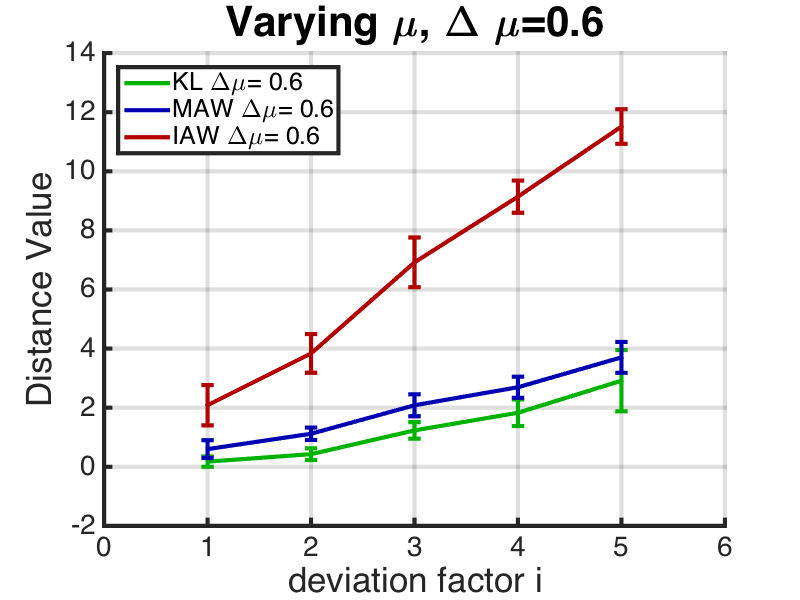 Varying μ, Δ μ=0.6
14
12
10
8
6
4
2
0
-2
Distance Value
KL Δμ= 0.6
MAW Δμ= 0.6
IAW Δμ= 0.6
0 1 2 3 4 5 6
deviation factor i